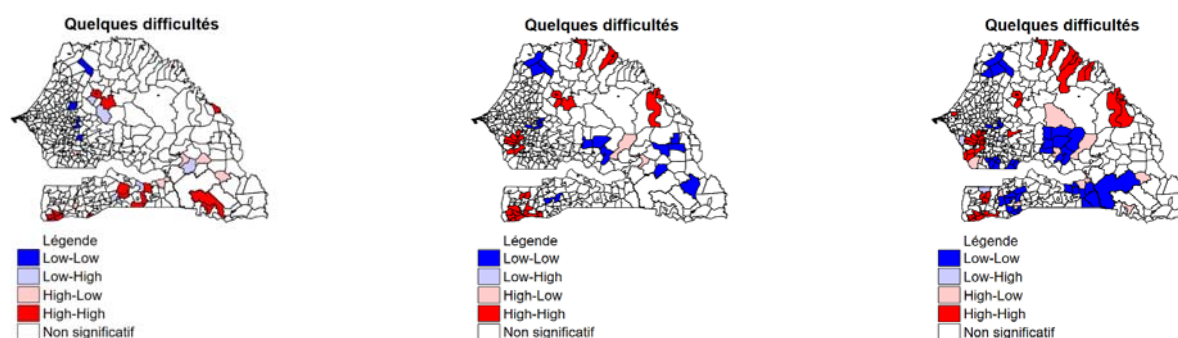 Quelques difficultés
Légende
Low-Low
Low-High
High-Low
High-High
Non significatif
Quelques difficultés
Légende
Low-Low
Low-High
High-Low
High-High
Non significatif
Quelques difficultés
Légende
Low-Low
Low-High
High-Low
High-High
Non significatif